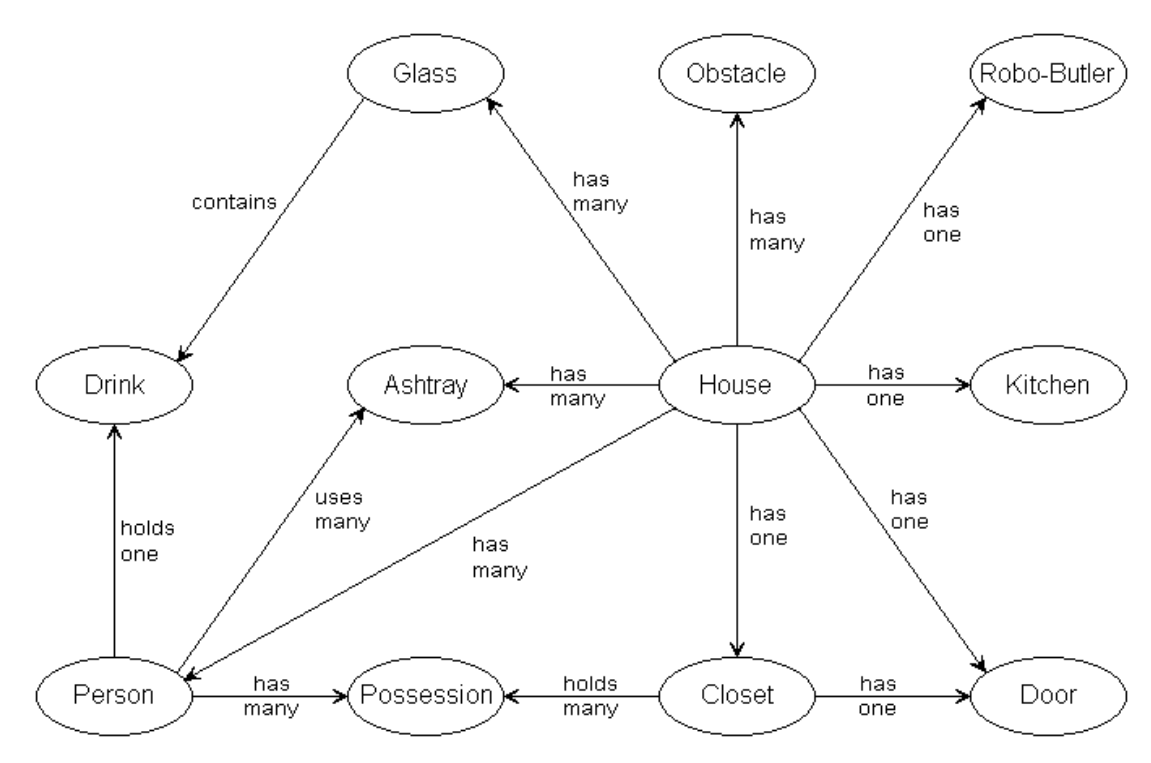 Glass
Obstacle
Robo-Butler
contains
has
many
has
many
has
one
Drink
Ashtray
has
many
House
has
one
Kitchen
holds
one
uses
many
has
many
has
one
has
one
Person
has
many
Possession
holds
many
Closet
has
one
Door